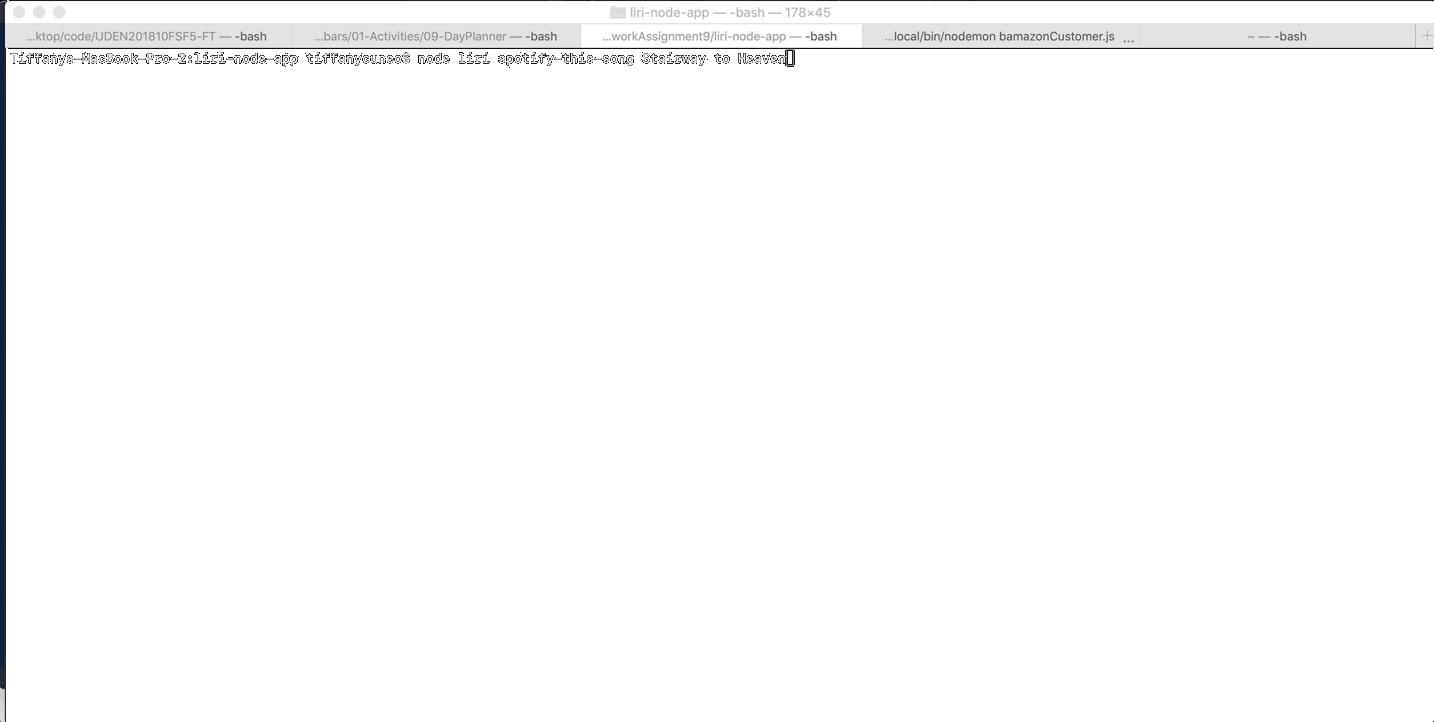 liri-node-app — -bash — 178×45
...ktop/code/UDEN201810FSF5-FT — -bash
...bars/01-Activities/09-DayPlanner — -bash
...workAssignment9/liri-node-app — -bash
...local/bin/nodemon bamazonCustomer.js ...
~ — -bash
Tiffanys-MacBook-Pro-2:liri-node-app tiffanycuneo$ node liri spotify-this-song Stairway to Heaven